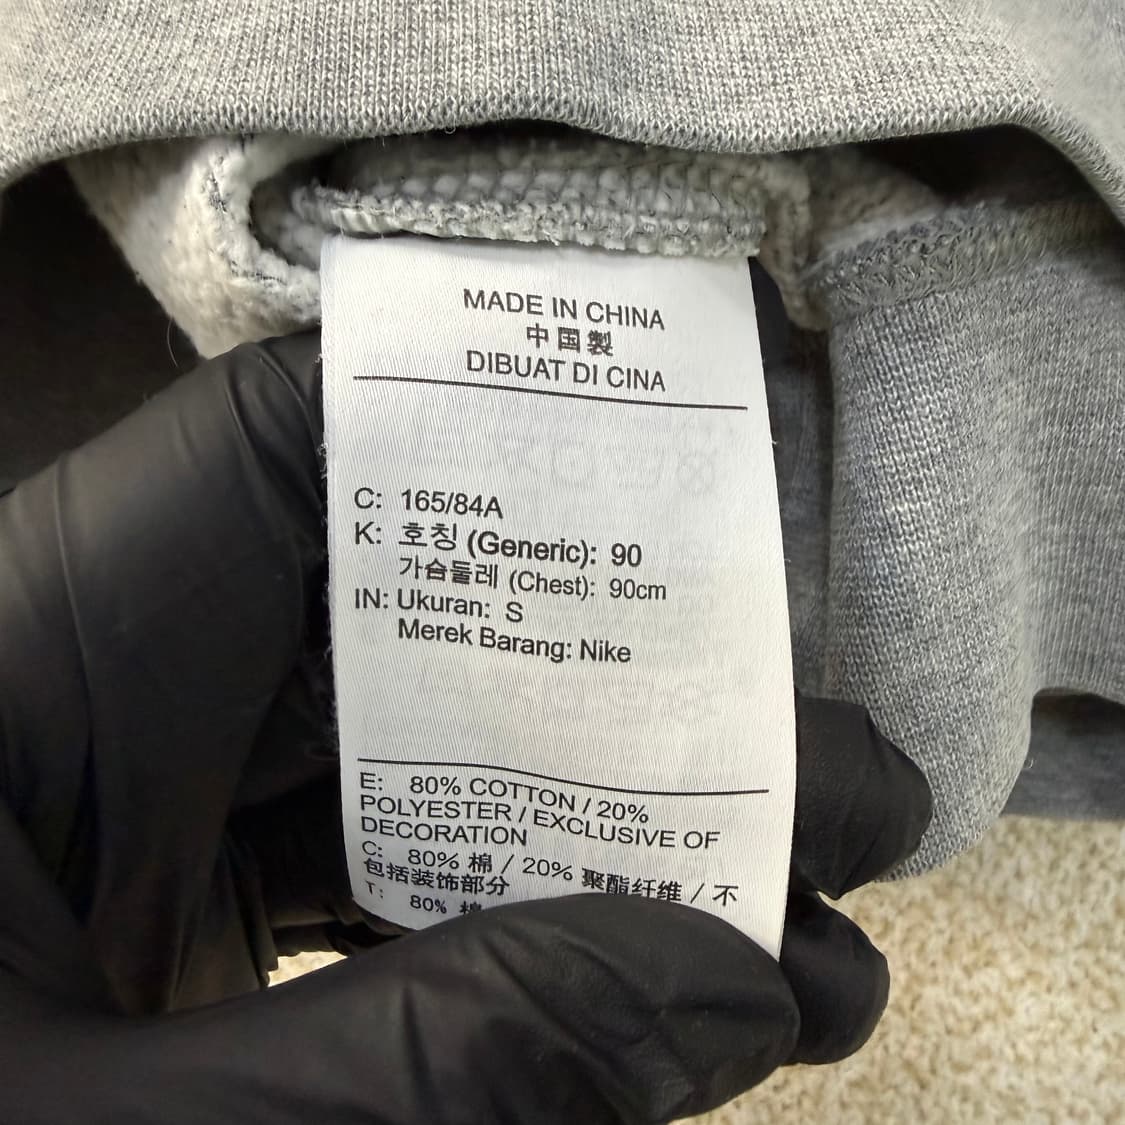 MADE IN CHINA
中国製
DIBUAT DI CINA
C: 165/84A
K: 호칭 (Generic): 90
가슴둘레 (Chest): 90cm
IN: Ukuran: S
Merek Barang: Nike
E: 80% COTTON / 20%
POLYESTER / EXCLUSIVE OF
DECORATION
C: 80% 棉 / 20% 聚酯纤维 / 不
包括装饰部分
T: 80% 棉